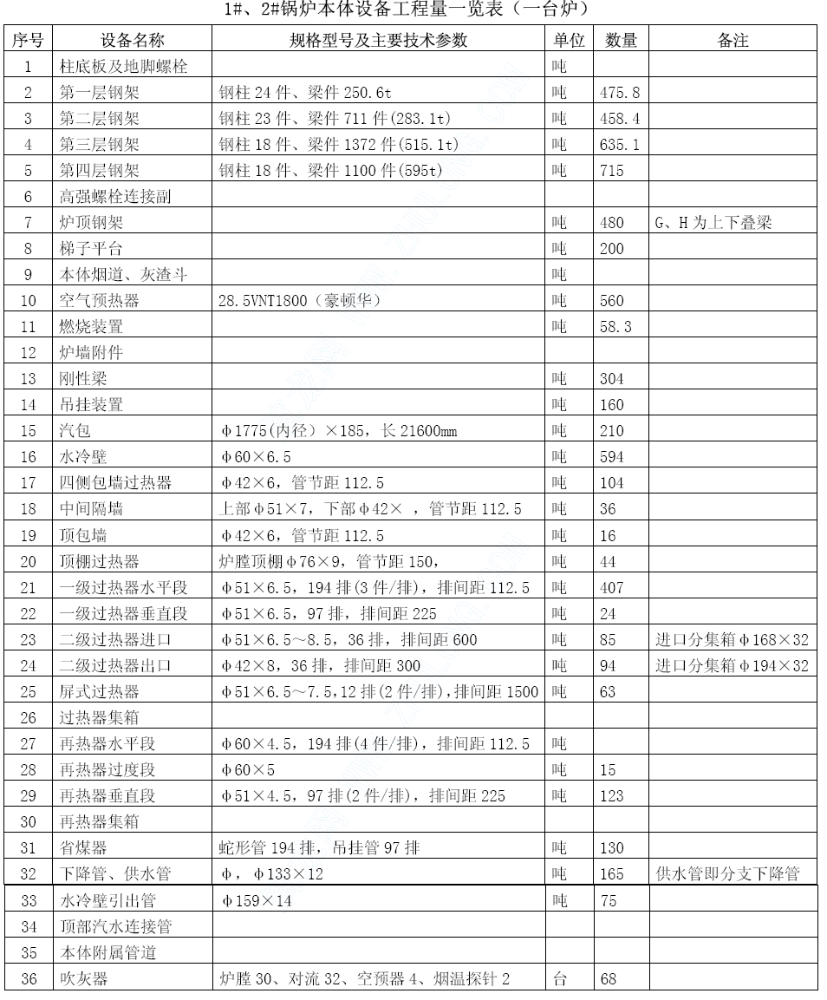 1#、2#锅炉本体设备工程量一览表（一台炉）
序号 设备名称 规格型号及主要技术参数 单位 数量 备注
1 柱底板及地脚螺栓 吨
2 第一层钢架 钢柱 24 件、梁件 250.6t 吨 475.8
3 第二层钢架 钢柱 23 件、梁件 711 件(283.1t) 吨 458.4
4 第三层钢架 钢柱 18 件、梁件 1372 件(515.1t) 吨 635.1
5 第四层钢架 钢柱 18 件、梁件 1100 件(595t) 吨 715
6 高强螺栓连接副
7 炉顶钢架 吨 480 G、H 为上下叠梁
8 梯子平台 吨 200
9 本体烟道、灰渣斗 吨
10 空气预热器 28.5VNT1800（豪顿华） 吨 560
11 燃烧装置 吨 58.3
12 炉墙附件
13 刚性梁 吨 304
14 吊挂装置 吨 160
15 汽包 φ1775(内径）×185，长 21600mm 吨 210
16 水冷壁 φ60×6.5 吨 594
17 四侧包墙过热器 φ42×6，管节距 112.5 吨 104
18 中间隔墙 上部φ51×7，下部φ42× ，管节距 112.5 吨 36
19 顶包墙 φ42×6，管节距 112.5 吨 16
20 顶棚过热器 炉膛顶棚φ76×9，管节距 150， 吨 44
21 一级过热器水平段 φ51×6.5，194 排(3 件/排)，排间距 112.5 吨 407
22 一级过热器垂直段 φ51×6.5，97 排，排间距 225 吨 24
23 二级过热器进口 φ51×6.5～8.5，36 排，排间距 600 吨 85 进口分集箱φ168×32
24 二级过热器出口 φ42×8，36 排，排间距 300 吨 94 进口分集箱φ194×32
25 屏式过热器 φ51×6.5～7.5,12 排(2 件/排),排间距 1500 吨 63
26 过热器集箱
27 再热器水平段 φ60×4.5，194 排(4 件/排)，排间距 112.5 吨
28 再热器过度段 φ60×5 吨 15
29 再热器垂直段 φ51×4.5，97 排(2 件/排)，排间距 225 吨 123
30 再热器集箱
31 省煤器 蛇形管 194 排，吊挂管 97 排 吨 130
32 下降管、供水管 φ，φ133×12 吨 165 供水管即分支下降管
33 水冷壁引出管 φ159×14 吨 75
34 顶部汽水连接管
35 本体附属管道
36 吹灰器 炉膛 30、对流 32、空预器 4、烟温探针 2 台 68